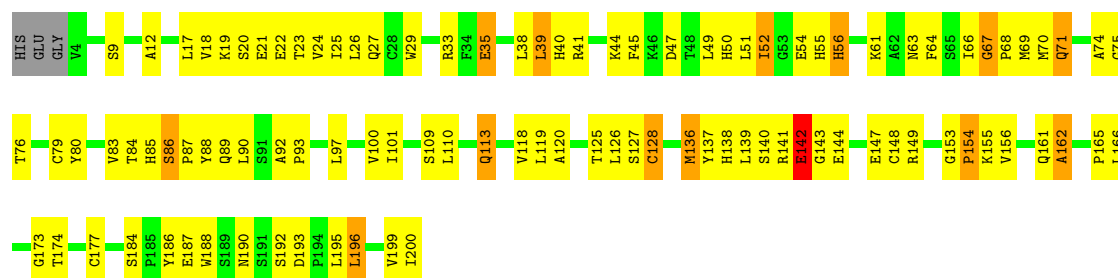 HIS GLU GLY V4 S9 A12 L17 V18 K19 S20 E21 E22 T23 V24 I25 L26 Q27 C28 W29 R33 F34 E35 L38 L39 H40 R41 K44 F45 K46 D47 T48 L49 H50 L51 I52 G53 E54 H55 H56 K61 A62 N63 F64 S65 I66 G67 P68 M69 M70 Q71 A74
T76 C79 Y80 V83 T84 H85 S86 P87 Y88 Q89 L90 S91 A92 P93 L97 V100 I101 S109 L110 Q113 V118 L119 A120 T125 L126 S127 C128 M136 Y137 H138 L139 S140 R141 E142 G143 E144 E147 C148 R149 G153 P154 K155 V156 Q161 A162 P165
G173 T174 C177 S184 P185 Y186 E187 W188 S189 N190 S191 S192 D193 P194 L195 L196 V199 I200